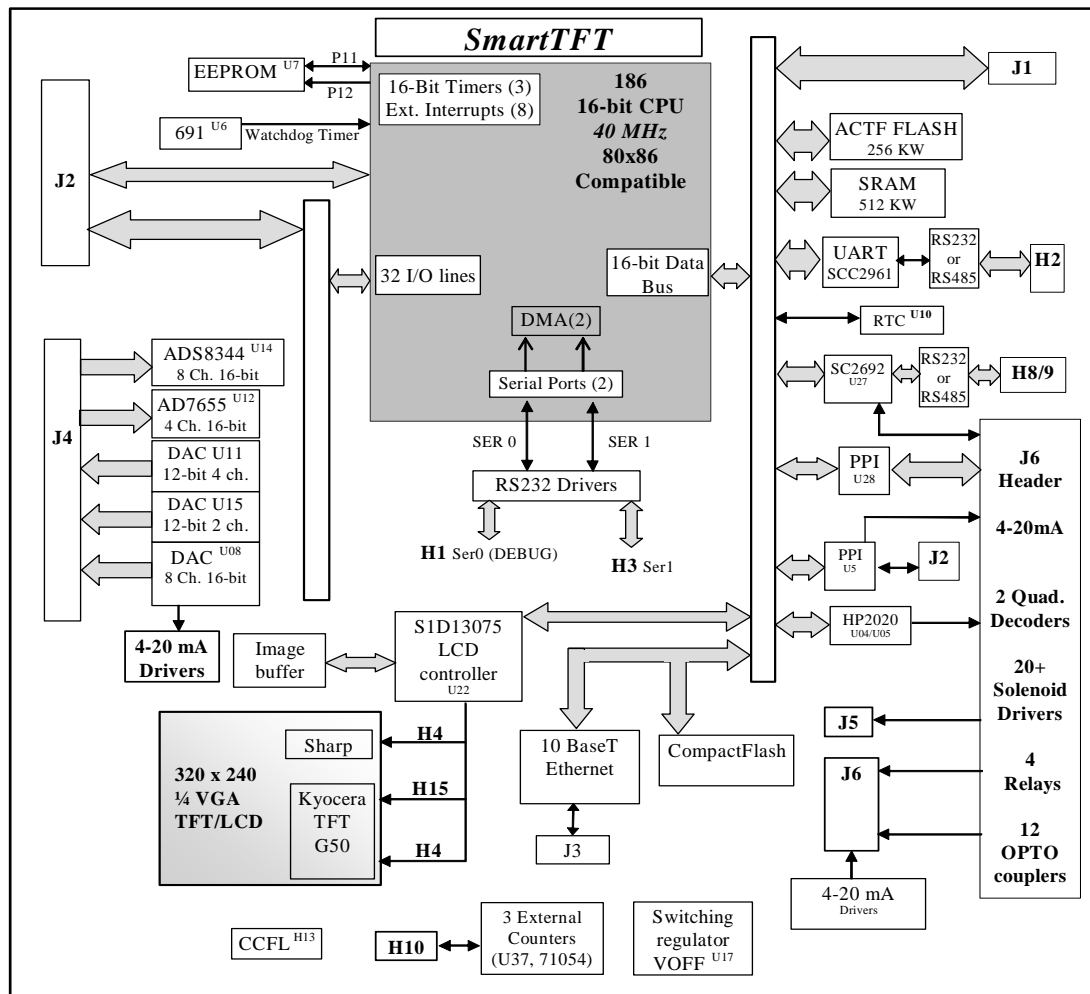 SmartTFT
EEPROM U7
P11
P12
691 U6
Watchdog Timer
16-Bit Timers (3)
Ext. Interrupts (8)
186
16-bit CPU
40 MHz
80x86
Compatible
J1
ACTF FLASH
256 KW
SRAM
512 KW
J2
32 I/O lines
16-bit Data
Bus
UART
SCC2961
RS232
or
RS485
H2
DMA(2)
RTC U10
Serial Ports (2)
SC2692
U27
RS232
or
RS485
H8/9
J4
ADS8344 U14
8 Ch. 16-bit
AD7655 U12
4 Ch. 16-bit
DAC U11
12-bit 4 ch.
DAC U15
12-bit 2 ch.
DAC U08
8 Ch. 16-bit
4-20 mA
Drivers
SER 0
SER 1
RS232 Drivers
H1 Ser0 (DEBUG)
H3 Ser1
PPI
U28
PPI
U5
J2
HP2020
U04/U05
J6
Header
4-20mA
2 Quad.
Decoders
20+
Solenoid
Drivers
4
Relays
12
OPTO
couplers
Image
buffer
S1D13075
LCD
controller
U22
J5
J6
4-20 mA
Drivers
10 BaseT
Ethernet
CompactFlash
J3
320 x 240
¼ VGA
TFT/LCD
Sharp
Kyocera
TFT
G50
H4
H15
H4
CCFL H13
H10
3 External
Counters
(U37, 71054)
Switching
regulator
VOFF U17